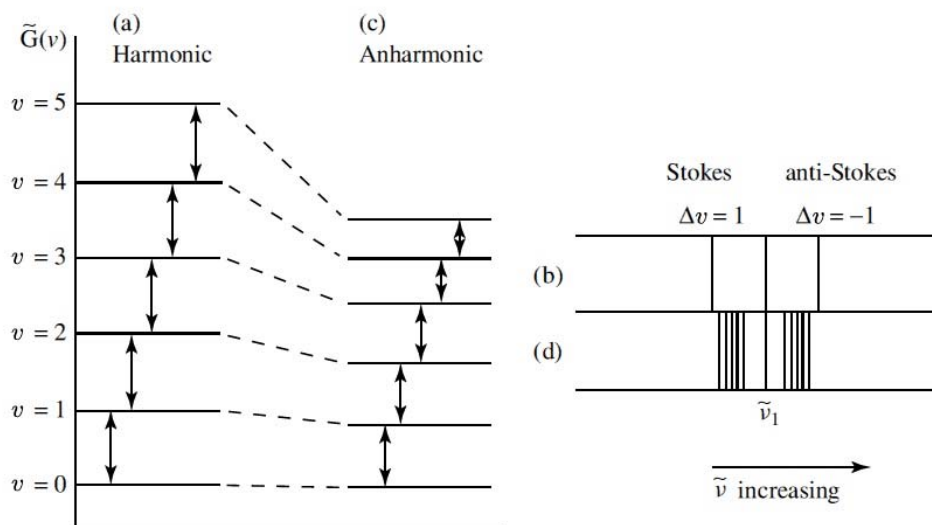 (a)
(c)
G̃(v)
Harmonic
Anharmonic
v = 5
v = 4
v = 3
v = 2
v = 1
v = 0
Stokes
anti-Stokes
Δv = 1
Δv = −1
(b)
(d)
ṽ₁
ṽ increasing